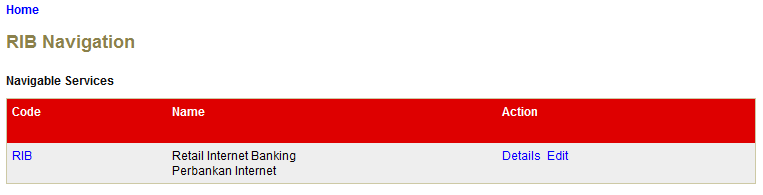 Home
RIB Navigation
Navigable Services
Code Name Action
RIB Retail Internet Banking Details Edit
Perbankan Internet